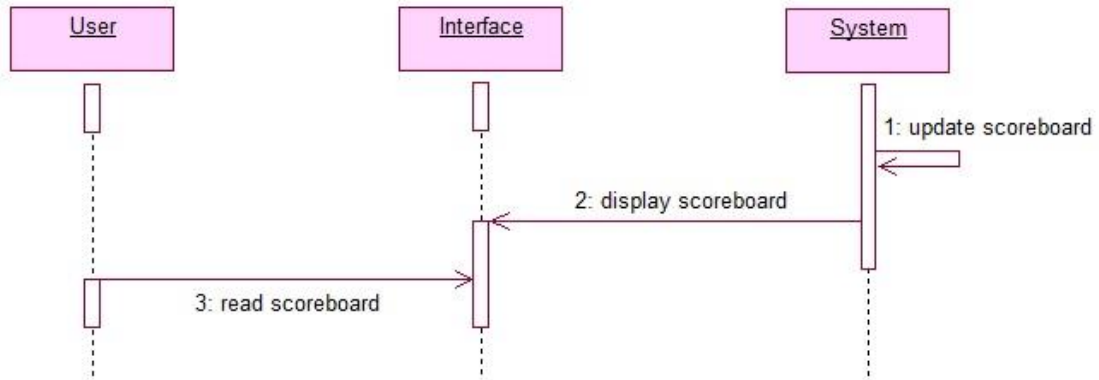 User
Interface
System
1: update scoreboard
2: display scoreboard
3: read scoreboard